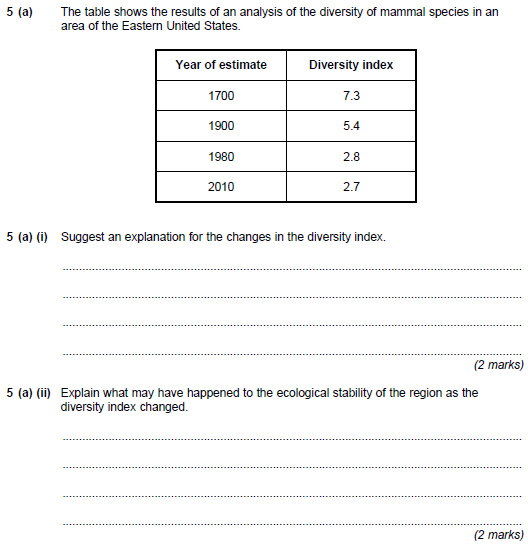 5 (a) The table shows the results of an analysis of the diversity of mammal species in an
area of the Eastern United States.
Year of estimate Diversity index
1700 7.3
1900 5.4
1980 2.8
2010 2.7
5 (a) (i) Suggest an explanation for the changes in the diversity index.
(2 marks)
5 (a) (ii) Explain what may have happened to the ecological stability of the region as the
diversity index changed.
(2 marks)